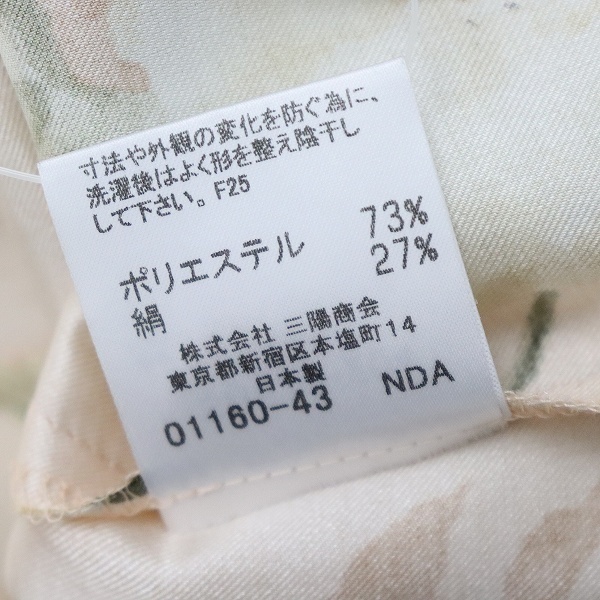 寸法や外観の変化を防ぐ為に、
洗濯後はよく形を整え陰干し
して下さい。F25
ポリエステル 73%
絹 27%
株式会社 三陽商会
東京都新宿区本塩町14
日本製
01160-43 NDA